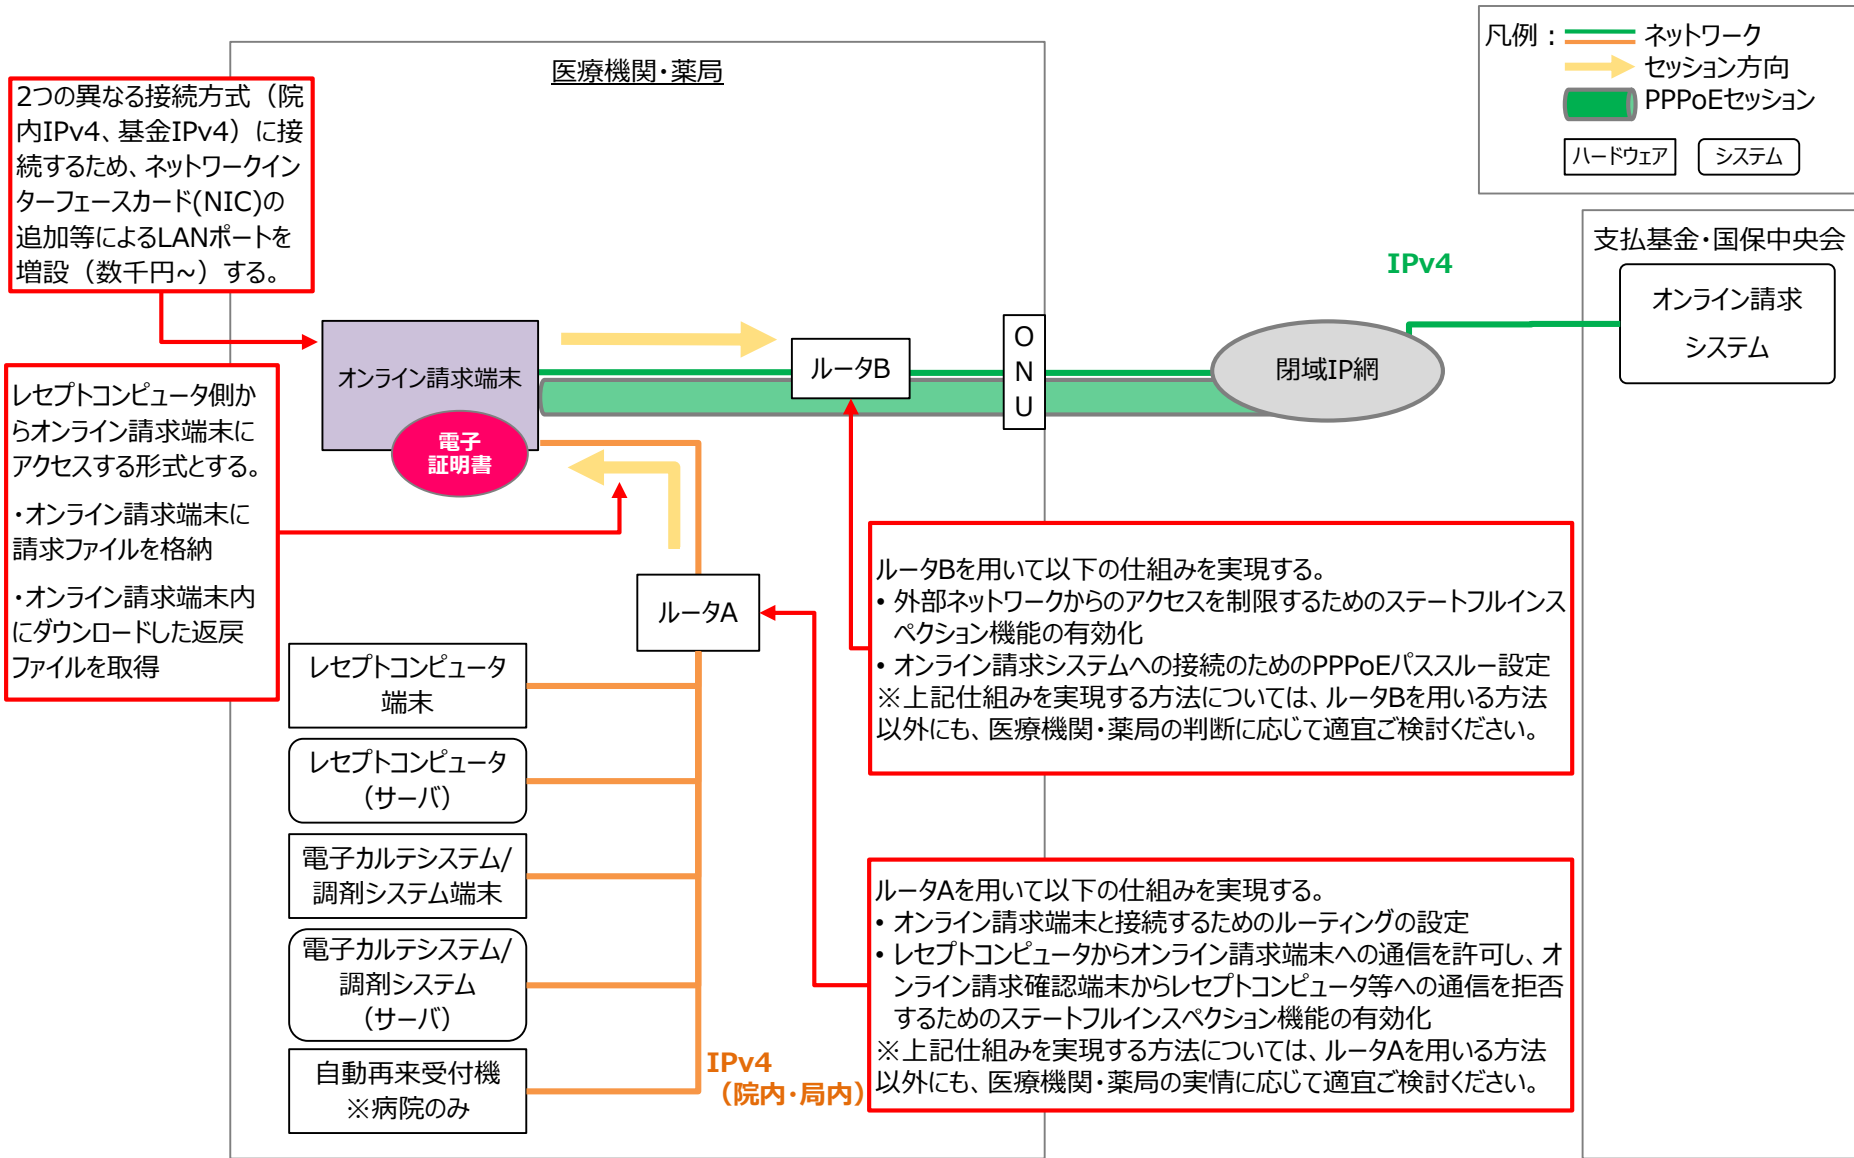 凡例：
ネットワーク
セッション方向
PPPoEセッション
ハードウェア
システム
医療機関・薬局
2つの異なる接続方式（院
内IPv4、基金IPv4）に接
続するため、ネットワークイン
ターフェースカード(NIC)の
追加等によるLANポートを
増設（数千円~）する。
支払基金・国保中央会
IPv4
オンライン請求
システム
オンライン請求端末
ルータB
O
N
U
閉域IP網
電子
証明書
レセプトコンピュータ側か
らオンライン請求端末に
アクセスする形式とする。
・オンライン請求端末に
請求ファイルを格納
・オンライン請求端末内
にダウンロードした返戻
ファイルを取得
ルータA
ルータBを用いて以下の仕組みを実現する。
• 外部ネットワークからのアクセスを制限するためのステートフルインス
ペクション機能の有効化
• オンライン請求システムへの接続のためのPPPoEパススルー設定
※上記仕組みを実現する方法については、ルータBを用いる方法
以外にも、医療機関・薬局の判断に応じて適宜ご検討ください。
レセプトコンピュータ
端末
レセプトコンピュータ
（サーバ）
電子カルテシステム/
調剤システム端末
電子カルテシステム/
調剤システム
（サーバ）
自動再来受付機
※病院のみ
IPv4
（院内・局内）
ルータAを用いて以下の仕組みを実現する。
• オンライン請求端末と接続するためのルーティングの設定
• レセプトコンピュータからオンライン請求端末への通信を許可し、オ
ンライン請求確認端末からレセプトコンピュータ等への通信を拒否
するためのステートフルインスペクション機能の有効化
※上記仕組みを実現する方法については、ルータAを用いる方法
以外にも、医療機関・薬局の実情に応じて適宜ご検討ください。